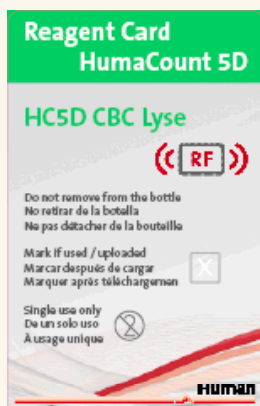 Reagent Card
HumaCount 5D
HC5D CBC Lyse
RF
Do not remove from the bottle
No retirar de la botella
Ne pas détacher de la bouteille
Mark if used / uploaded
Marcar después de cargar
Marquer après téléchargemen
X
Single use only
De un solo uso
À usage unique
2
Human